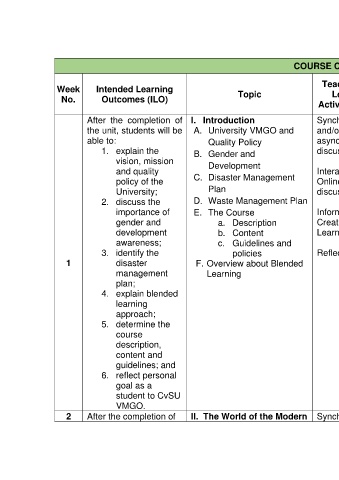 COURSE C
Week No.
Intended Learning Outcomes (ILO)
Topic
Teac
Le
Activ
1
After the completion of
the unit, students will be
able to:
1. explain the
vision, mission
and quality
policy of the
University;
2. discuss the
importance of
gender and
development
awareness;
3. identify the
disaster
management
plan;
4. explain blended
learning
approach;
5. determine the
course
description,
content and
guidelines; and
6. reflect personal
goal as a
student to CvSU
VMGO.
I. Introduction
A. University VMGO and
Quality Policy
B. Gender and
Development
C. Disaster Management
Plan
D. Waste Management Plan
E. The Course
a. Description
b. Content
c. Guidelines and
policies
F. Overview about Blended
Learning
Synch
and/o
async
discus
Intera
Online
discus
Inforn
Creat
Learn
Reflec
2
After the completion of
II. The World of the Modern
Synch